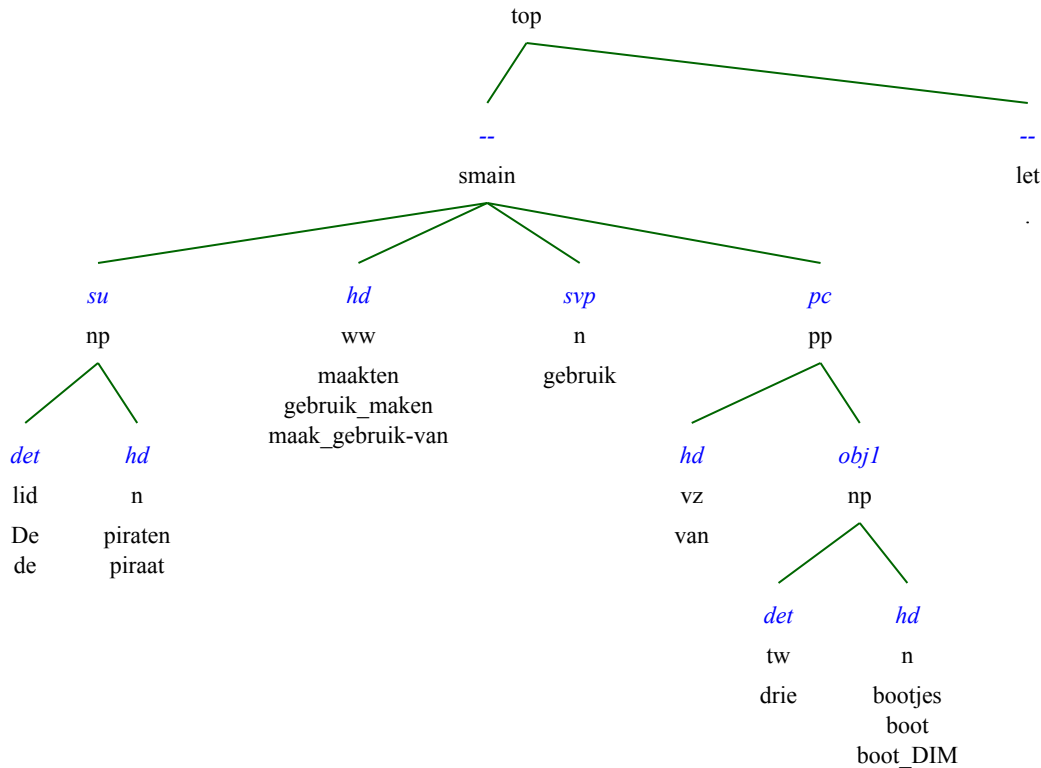 top
-- --
smain let
.
su hd svp pc
np ww n pp
maakten gebruik
gebruik_maken
maak_gebruik-van
det hd hd obj1
lid n vz np
De piraten van
de piraat
det hd
tw n
drie bootjes
boot
boot_DIM